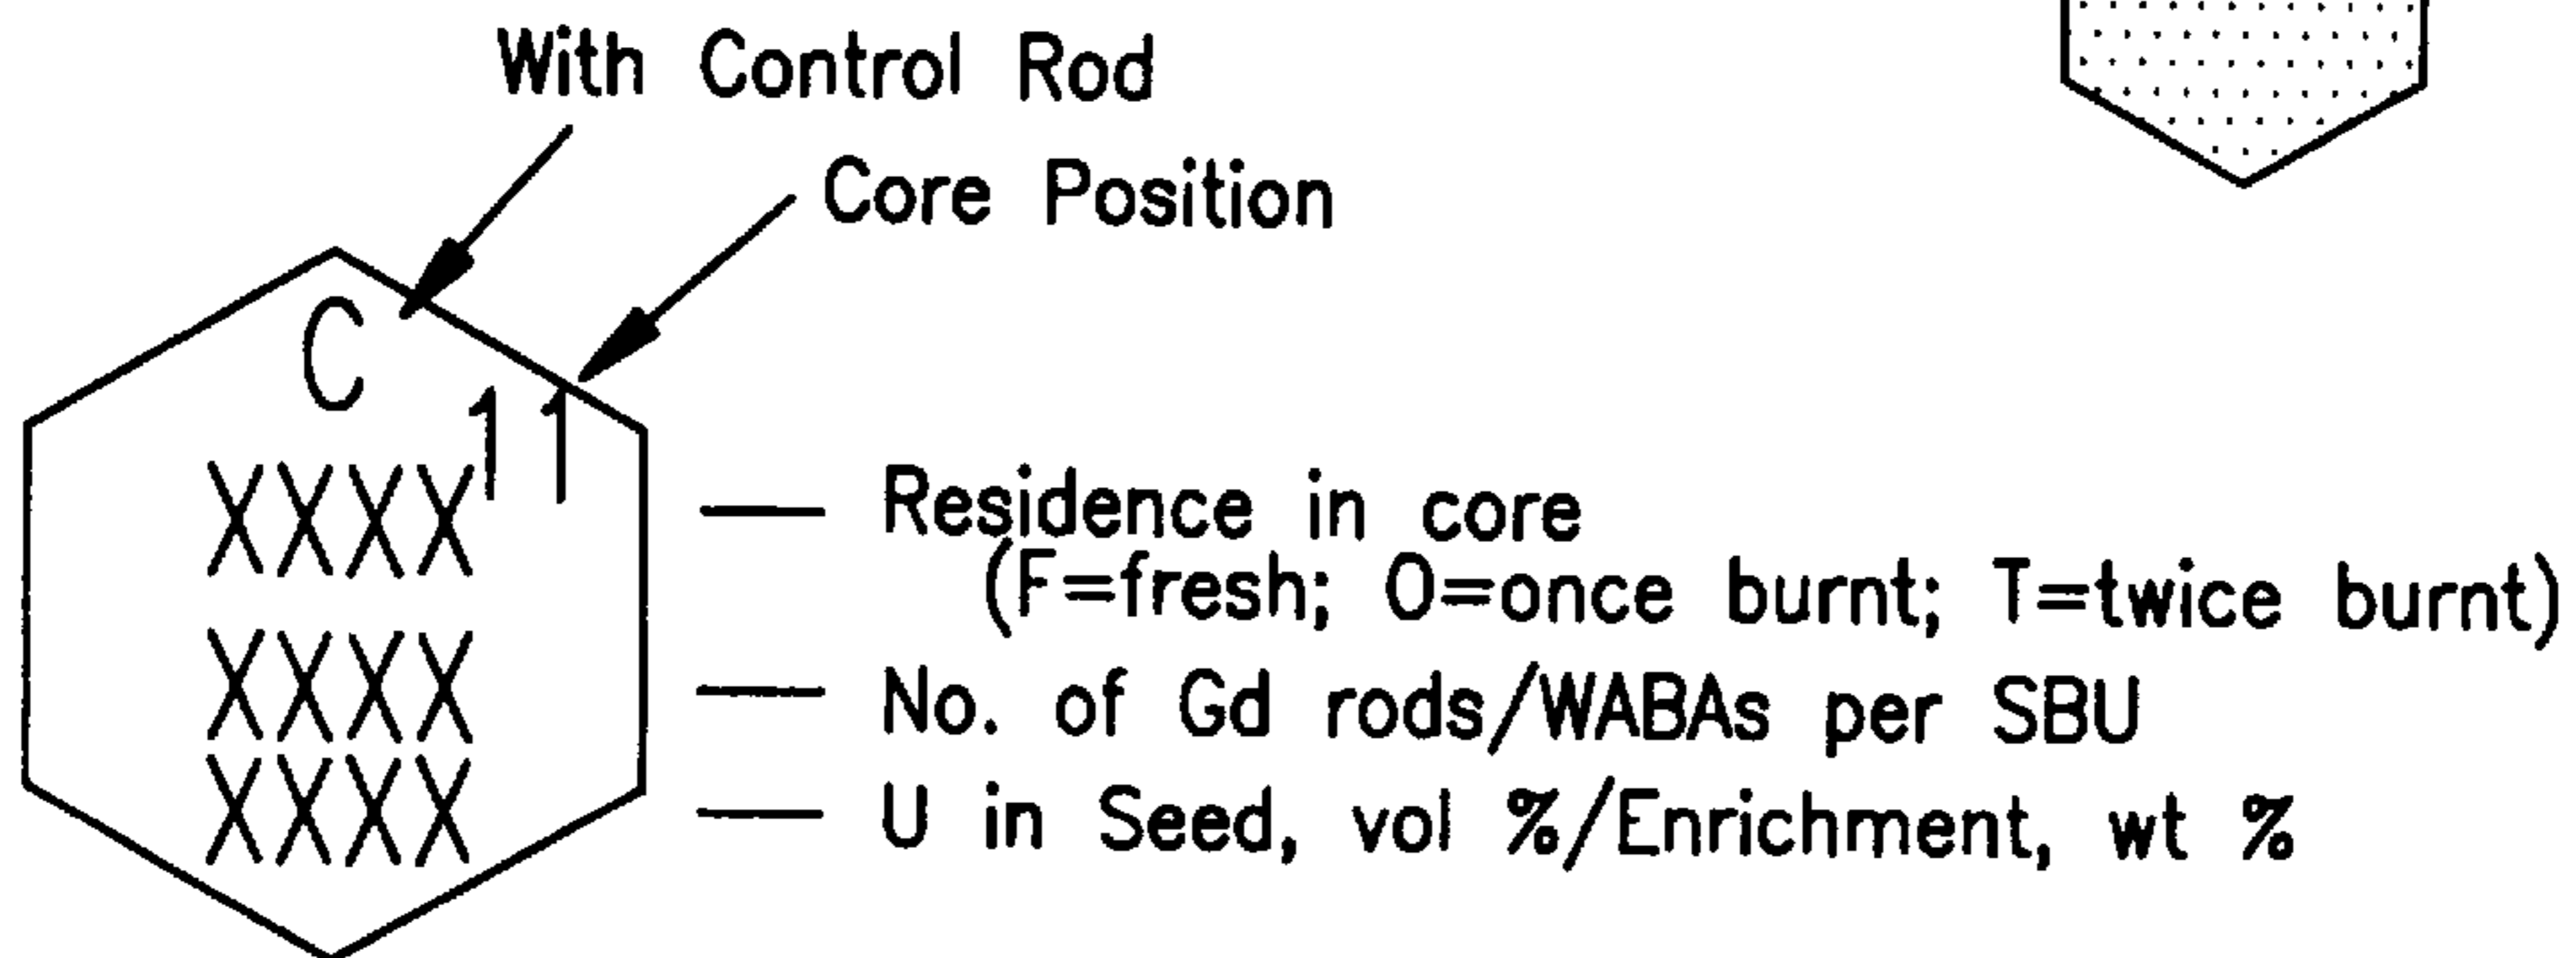 With Control Rod
Core Position
C
11
XXXX
Residence in core
(F=fresh; O=once burnt; T=twice burnt)
XXXX
No. of Gd rods/WABAs per SBU
XXXX
U in Seed, vol %/Enrichment, wt %